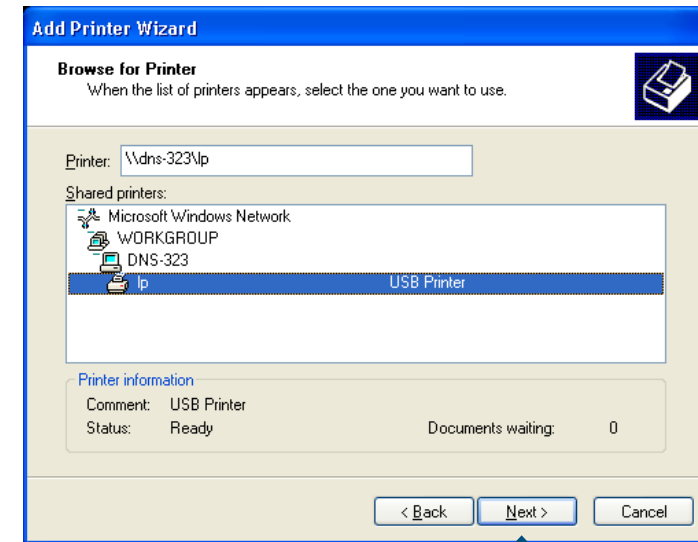 Add Printer Wizard
Browse for Printer
When the list of printers appears, select the one you want to use.
Printer: \\dns-323\lp
Shared printers:
Microsoft Windows Network
WORKGROUP
DNS-323
lp USB Printer
Printer information
Comment: USB Printer
Status: Ready Documents waiting: 0
< Back Next > Cancel